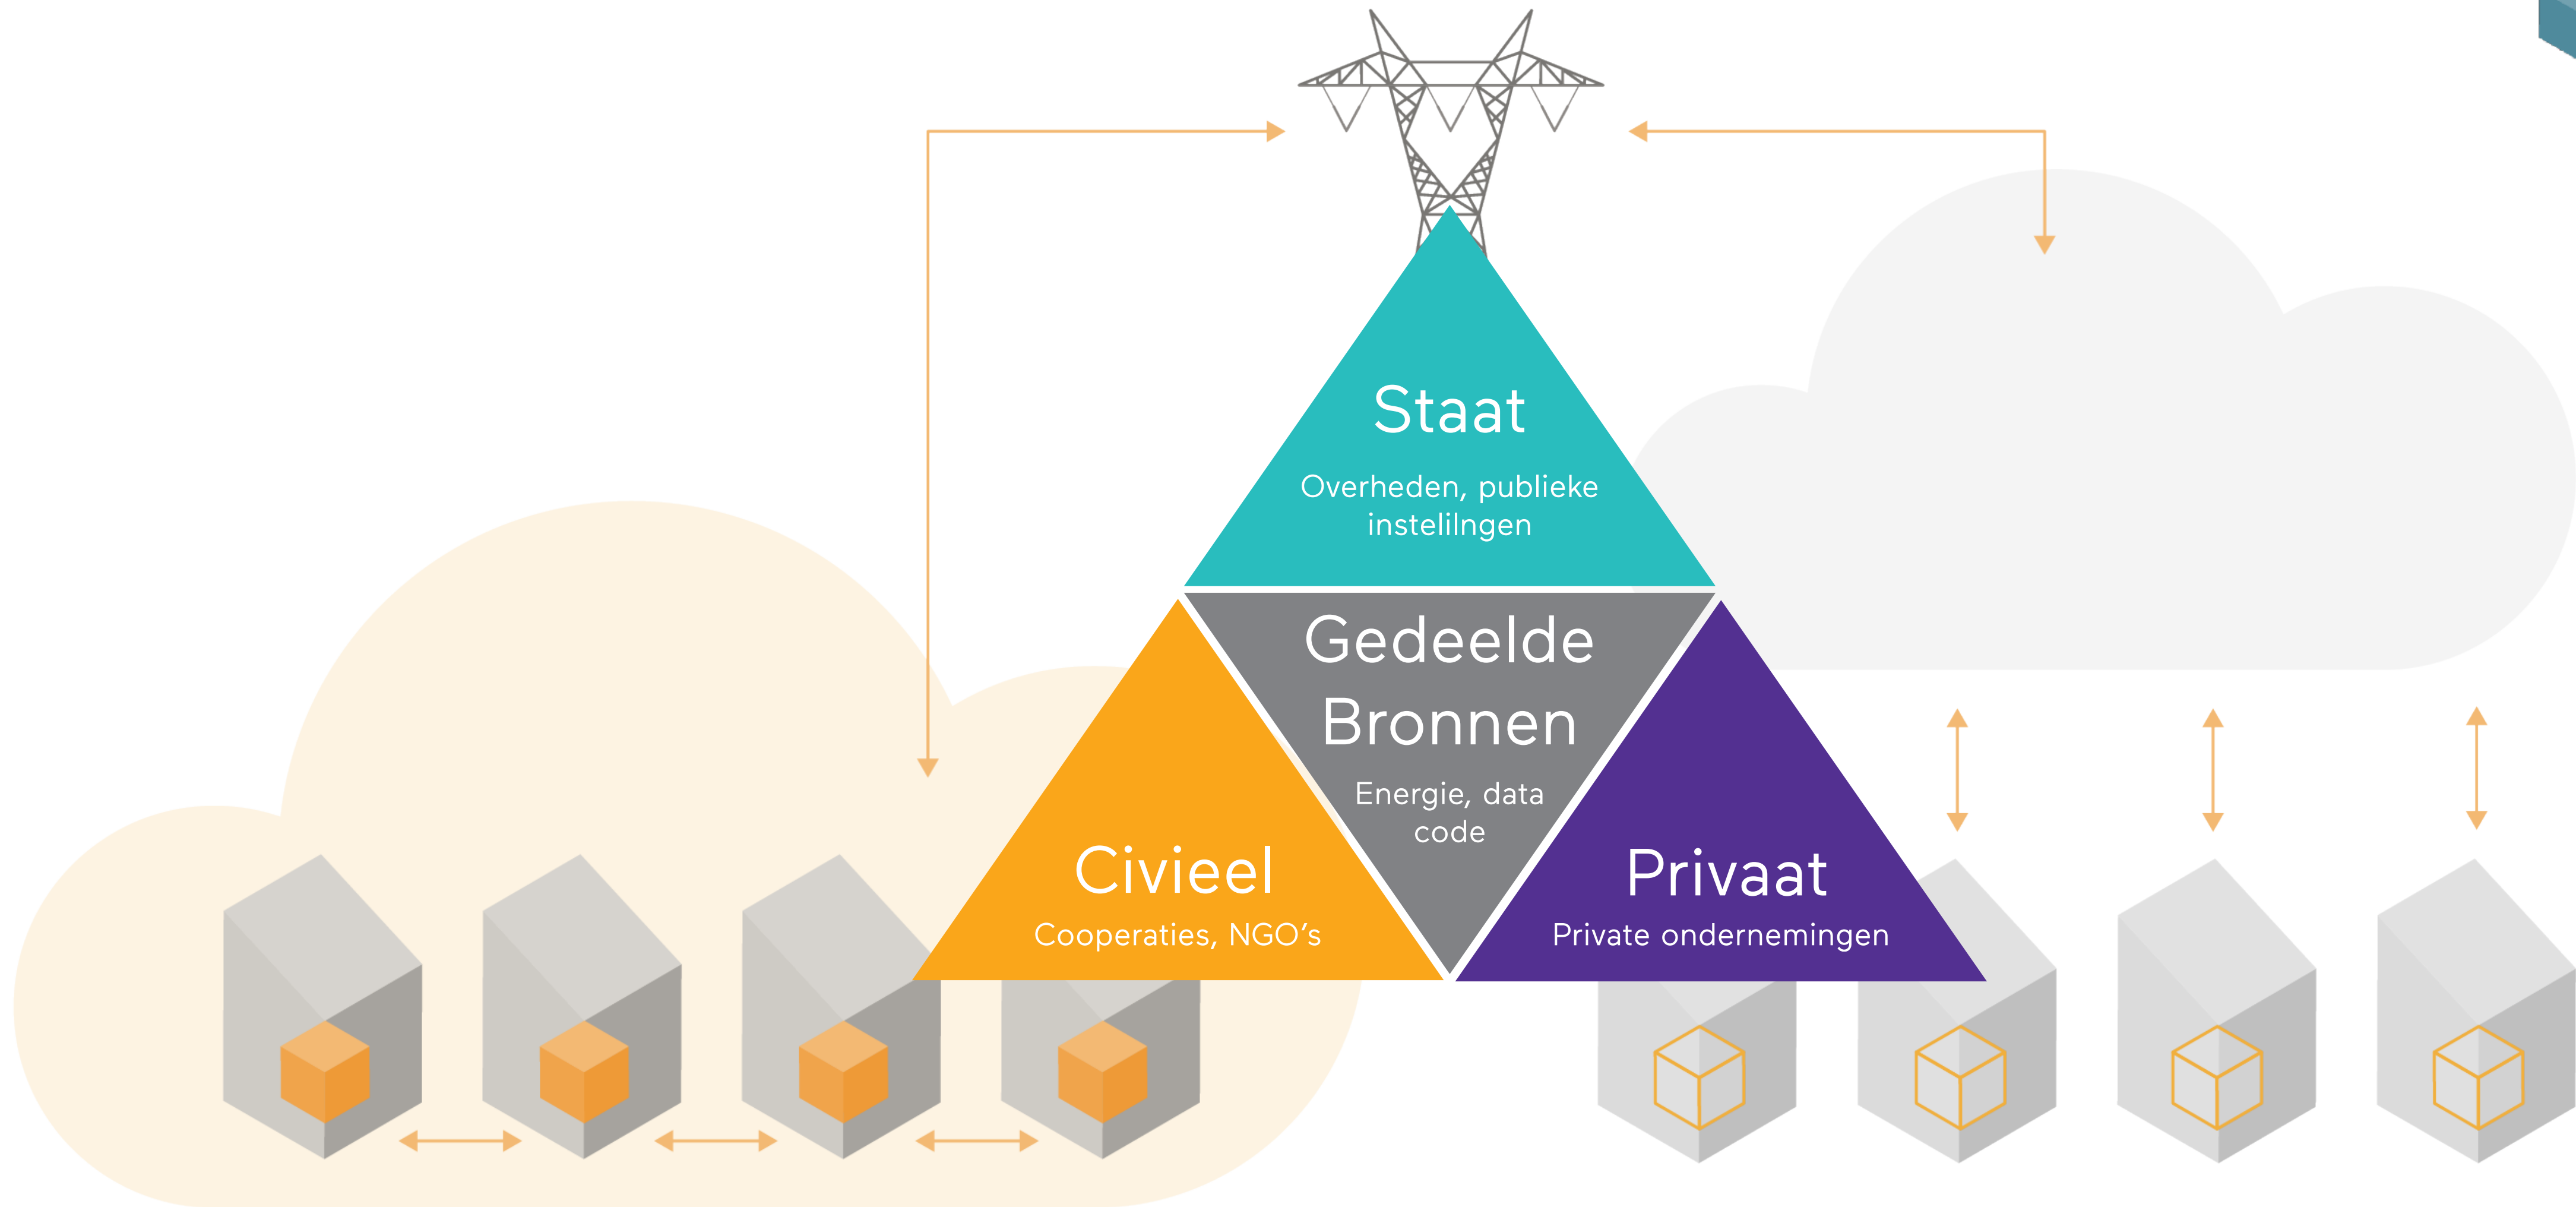 Staat
Overheden, publieke
instelilngen
Gedeelde
Bronnen
Energie, data
code
Civieel
Cooperaties, NGO's
Privaat
Private ondernemingen